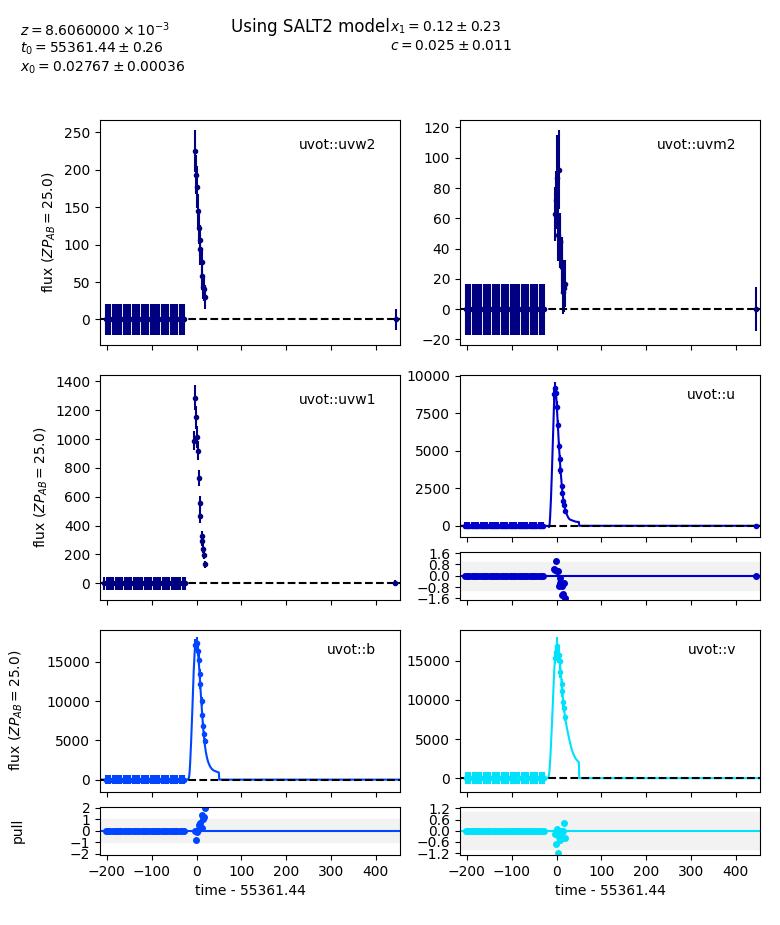 Using SALT2 model
z = 8.6060000 × 10⁻³
t₀ = 55361.44 ± 0.26
x₀ = 0.02767 ± 0.00036
x₁ = 0.12 ± 0.23
c = 0.025 ± 0.011
uvot::uvw2
250
200
150
100
50
0
flux (ZP_AB = 25.0)
uvot::uvm2
120
100
80
60
40
20
0
−20
uvot::uvw1
1400
1200
1000
800
600
400
200
0
flux (ZP_AB = 25.0)
uvot::u
10000
7500
5000
2500
0
1.6
0.8
0.0
−0.8
−1.6
uvot::b
15000
10000
5000
0
flux (ZP_AB = 25.0)
2
1
0
−1
−2
pull
−200 −100 0 100 200 300 400
time - 55361.44
uvot::v
15000
10000
5000
0
1.2
0.6
0.0
−0.6
−1.2
−200 −100 0 100 200 300 400
time - 55361.44